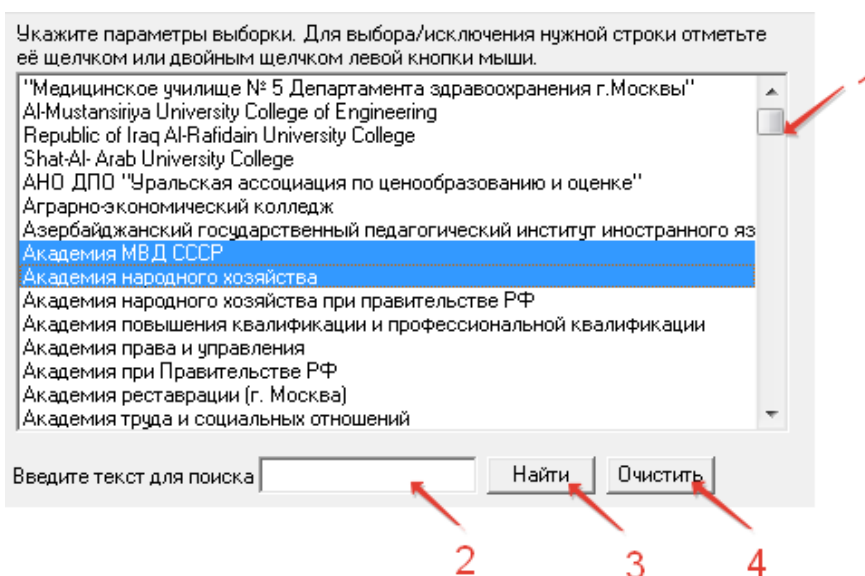 Укажите параметры выборки. Для выбора/исключения нужной строки отметьте
её щелчком или двойным щелчком левой кнопки мыши.
"Медицинское училище № 5 Департамента здравоохранения г.Москвы"
Al-Mustansiriya University College of Engineering
Republic of Iraq Al-Rafidain University College
Shat-Al- Arab University College
АНО ДПО "Уральская ассоциация по ценообразованию и оценке"
Аграрно-экономический колледж
Азербайджанский государственный педагогический институт иностранного яз
Академия МВД СССР
Академия народного хозяйства
Академия народного хозяйства при правительстве РФ
Академия повышения квалификации и профессиональной квалификации
Академия права и управления
Академия при Правительстве РФ
Академия реставрации (г. Москва)
Академия труда и социальных отношений
1
Введите текст для поиска Найти Очистить
2 3 4